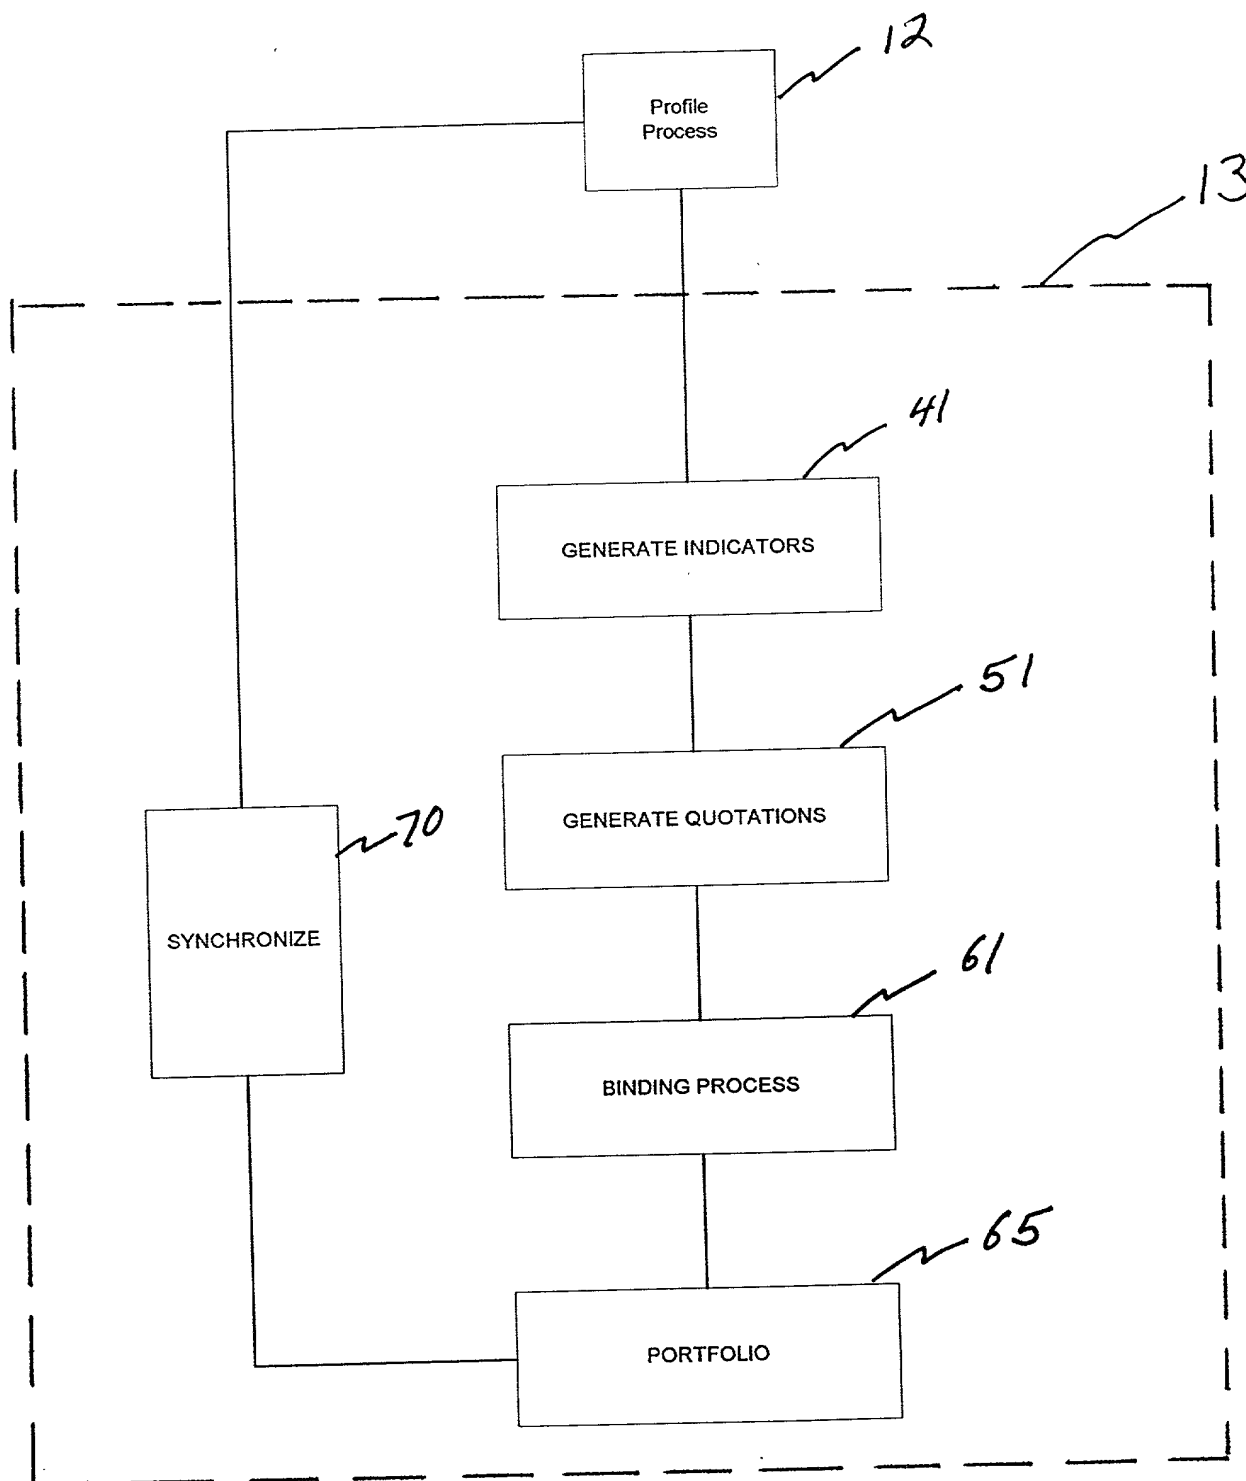 12
Profile
Process
13
41
GENERATE INDICATORS
51
GENERATE QUOTATIONS
70
SYNCHRONIZE
61
BINDING PROCESS
65
PORTFOLIO